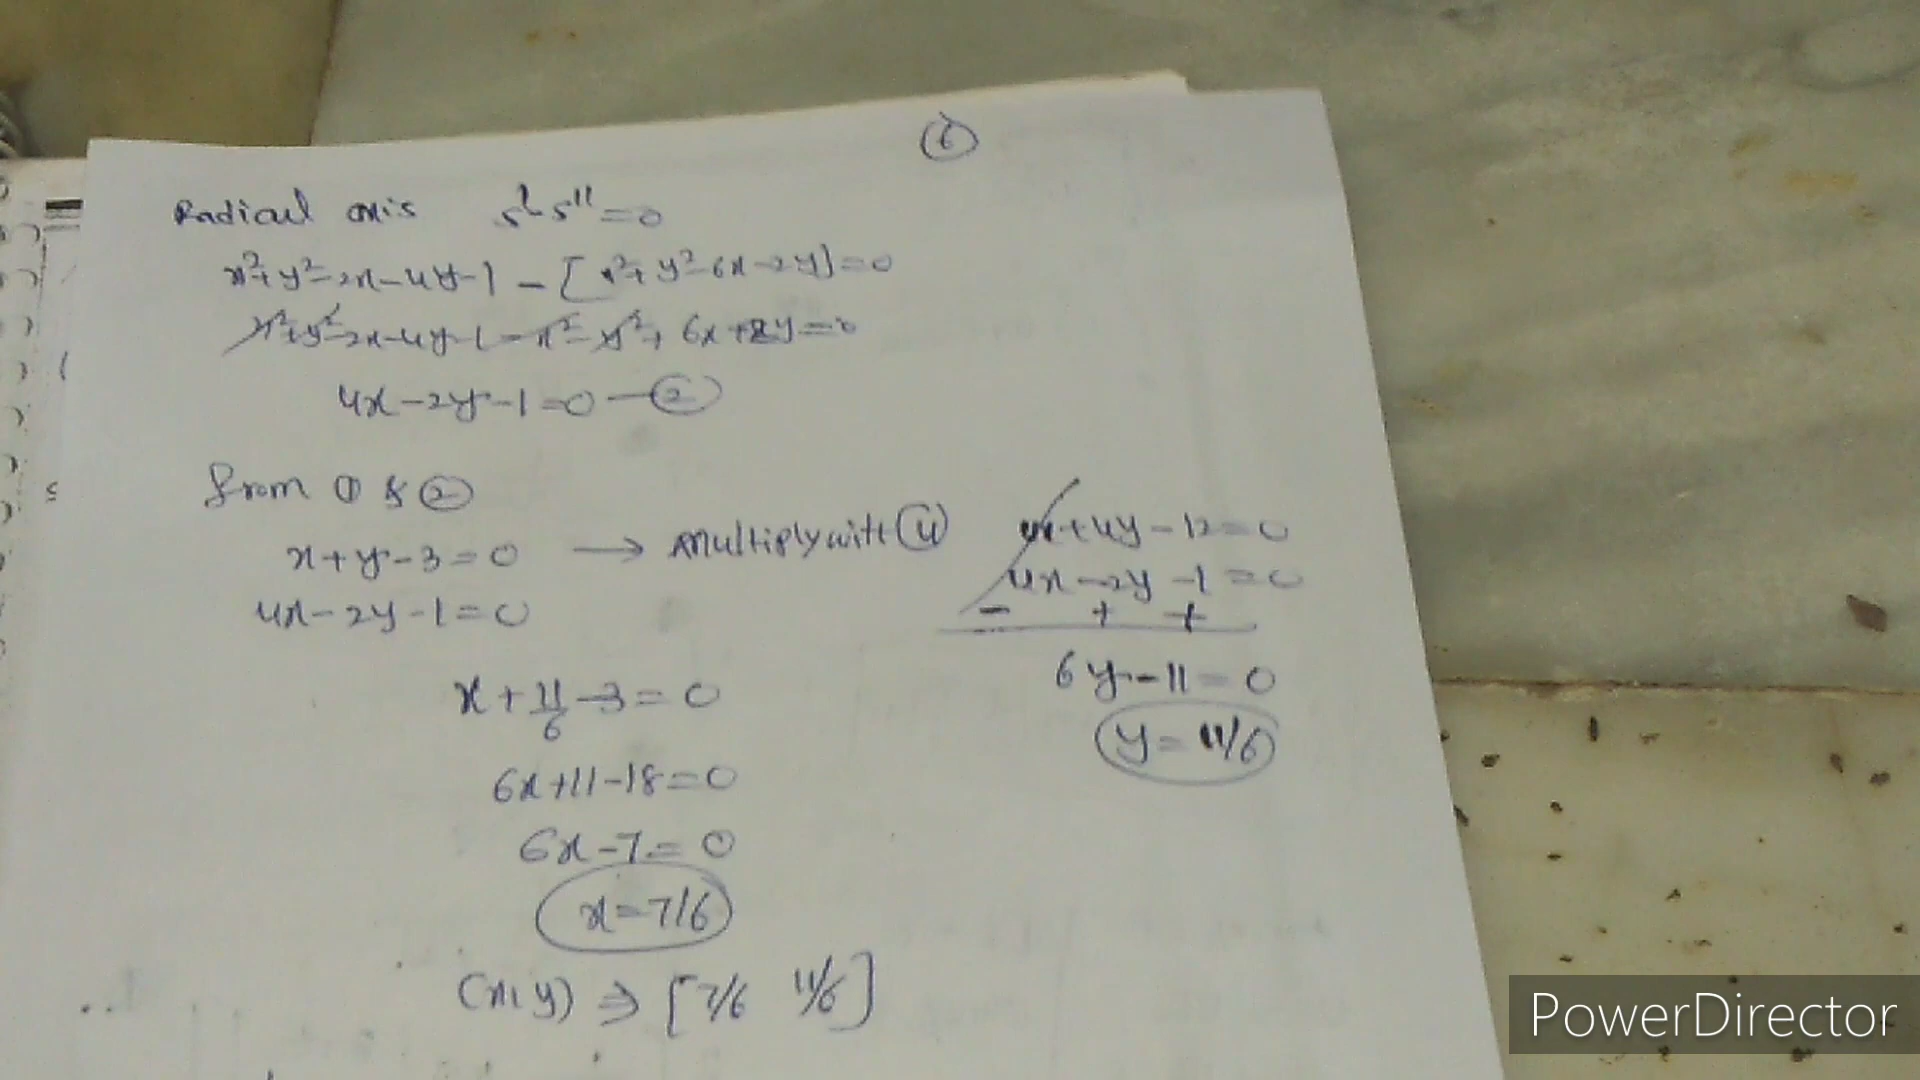 6
Radical axis s'-s''=0
x²+y²-2x-4y-1-[x²+y²-6x-2y]=0
x²+y²-2x-4y-1-x²-y²+6x+2y=0
4x-2y-1=0 — 2
from 1 & 2
x+y-3=0 → multiply with 4 4x+4y-12=0
4x-2y-1=0 4x-2y-1=0
- + +
x+11/6-3=0 6y-11=0
6x+11-18=0 y=11/6
6x-7=0
x=7/6
(x,y) ⇒ [7/6 11/6]
PowerDirector